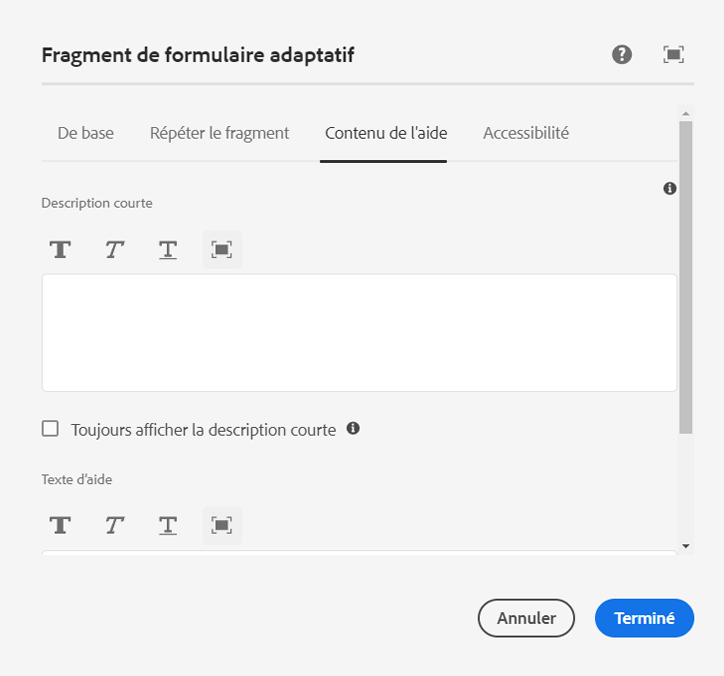 Fragment de formulaire adaptatif
De base Répéter le fragment Contenu de l'aide Accessibilité
Description courte
Toujours afficher la description courte
Texte d'aide
Annuler Terminé